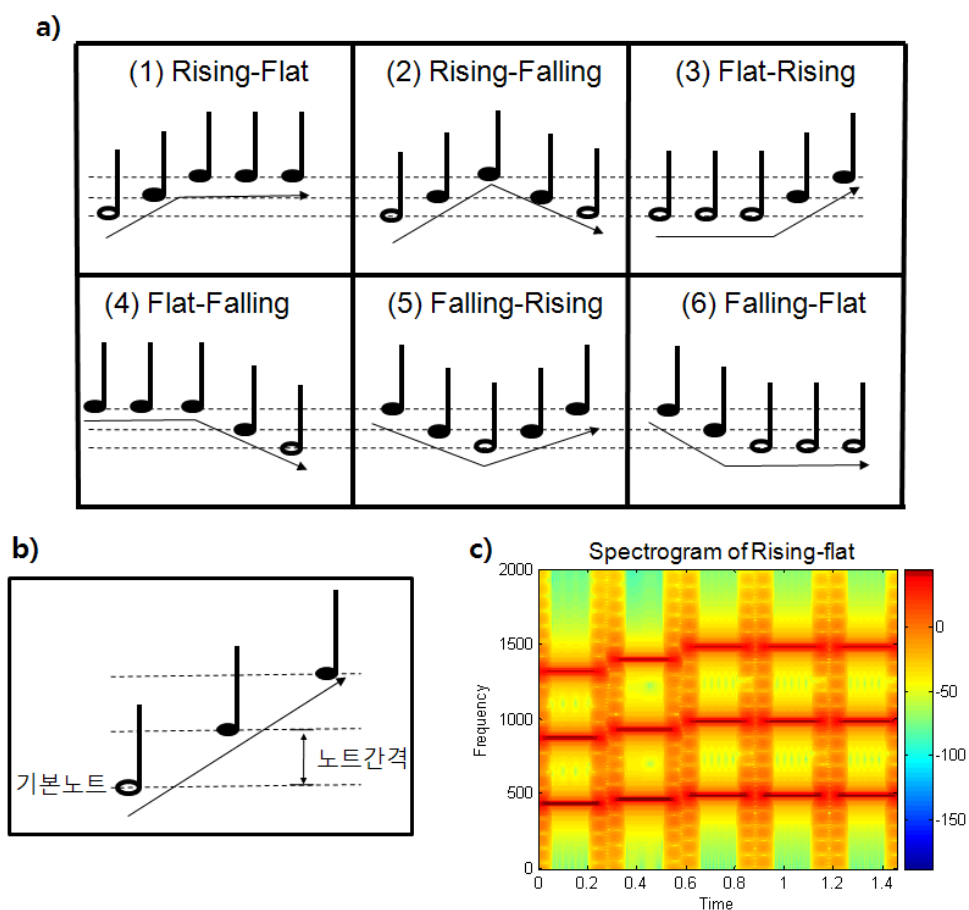 a)
(1) Rising-Flat
(2) Rising-Falling
(3) Flat-Rising
(4) Flat-Falling
(5) Falling-Rising
(6) Falling-Flat
b)
노트간격
기본노트
c)
Spectrogram of Rising-flat
2000
1500
1000
500
0
Frequency
0
0.2
0.4
0.6
0.8
1
1.2
1.4
Time
0
-50
-100
-150